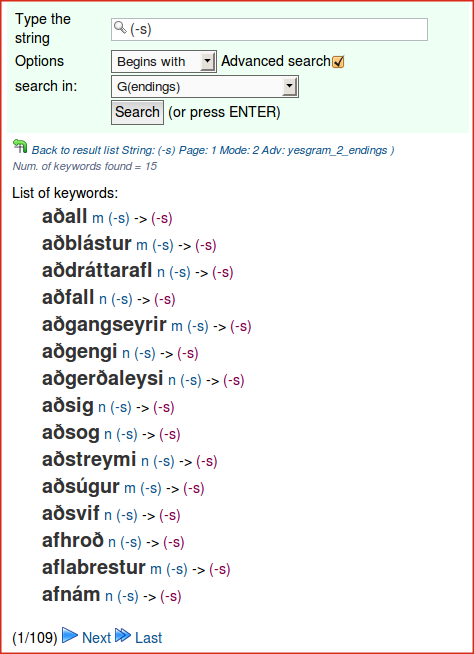 Type the string
(-s)
Options
Begins with
Advanced search
search in:
G(endings)
Search (or press ENTER)
Back to result list String: (-s) Page: 1 Mode: 2 Adv: yesgram_2_endings )
Num. of keywords found = 15
List of keywords:
aðall m (-s) -> (-s)
aðblástur m (-s) -> (-s)
aðdráttarafl n (-s) -> (-s)
aðfall n (-s) -> (-s)
aðgangseyrir m (-s) -> (-s)
aðgengi n (-s) -> (-s)
aðgerðaleysi n (-s) -> (-s)
aðsig n (-s) -> (-s)
aðsog n (-s) -> (-s)
aðstreymi n (-s) -> (-s)
aðsúgur m (-s) -> (-s)
aðsvif n (-s) -> (-s)
afhroð n (-s) -> (-s)
aflabrestur m (-s) -> (-s)
afnám n (-s) -> (-s)
(1/109) Next Last